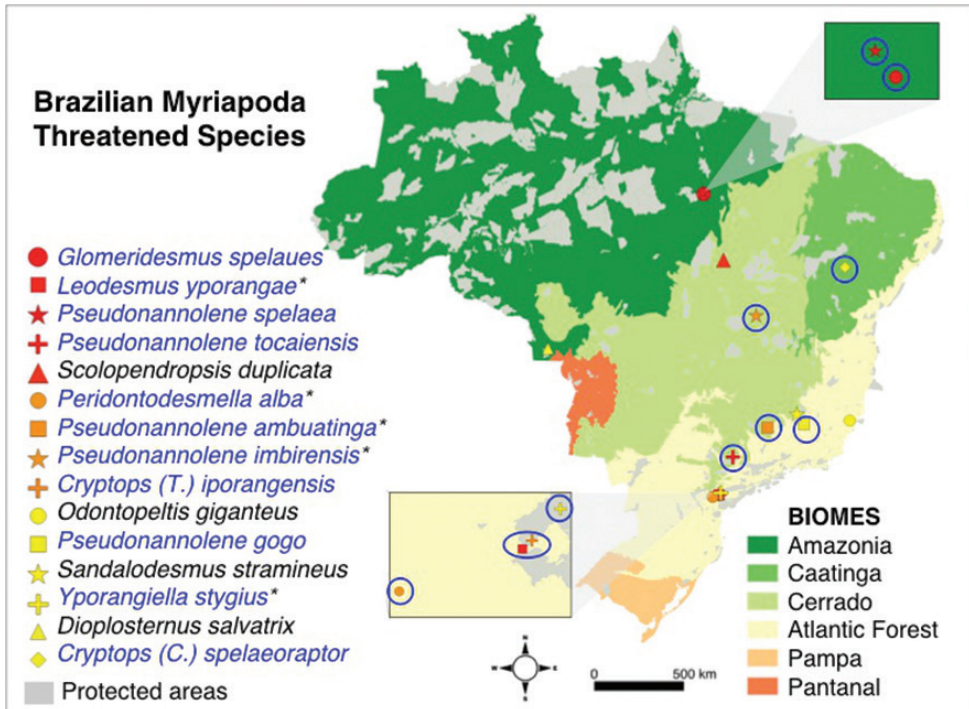 Brazilian Myriapoda
Threatened Species
Glomeridesmus spelaues
Leodesmus yporangae*
Pseudonannolene spelaea
Pseudonannolene tocaiensis
Scolopendropsis duplicata
Peridontodesmella alba*
Pseudonannolene ambuatinga*
Pseudonannolene imbirensis*
Cryptops (T.) iporangensis
Odontopeltis giganteus
Pseudonannolene gogo
Sandalodesmus stramineus
Yporangiella stygius*
Dioplosternus salvatrix
Cryptops (C.) spelaeoraptor
Protected areas
N
W E
S
0 500 km
BIOMES
Amazonia
Caatinga
Cerrado
Atlantic Forest
Pampa
Pantanal